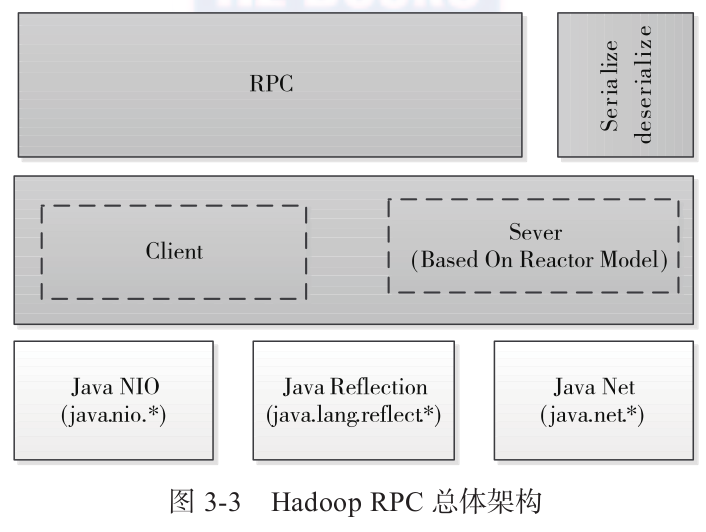 RPC
Serialize
deserialize
Client
Sever
(Based On Reactor Model)
Java NIO
(java.nio.*)
Java Reflection
(java.lang.reflect.*)
Java Net
(java.net.*)
图 3-3 Hadoop RPC 总体架构